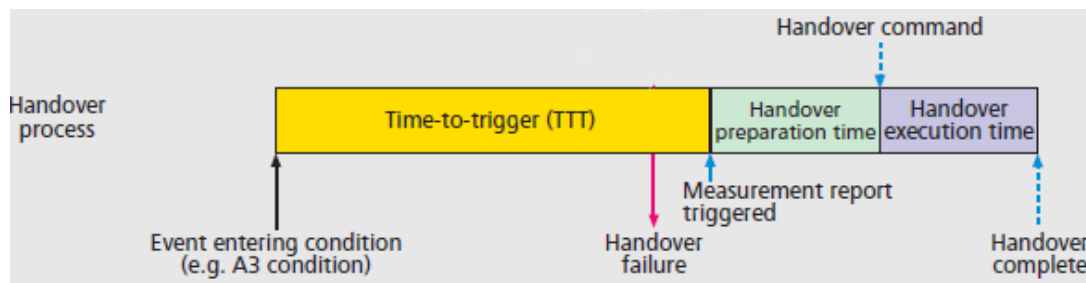 Handover command
Handover
process
Time-to-trigger (TTT)
Handover
preparation time
Handover
execution time
Measurement report
triggered
Event entering condition
(e.g. A3 condition)
Handover
failure
Handover
complete